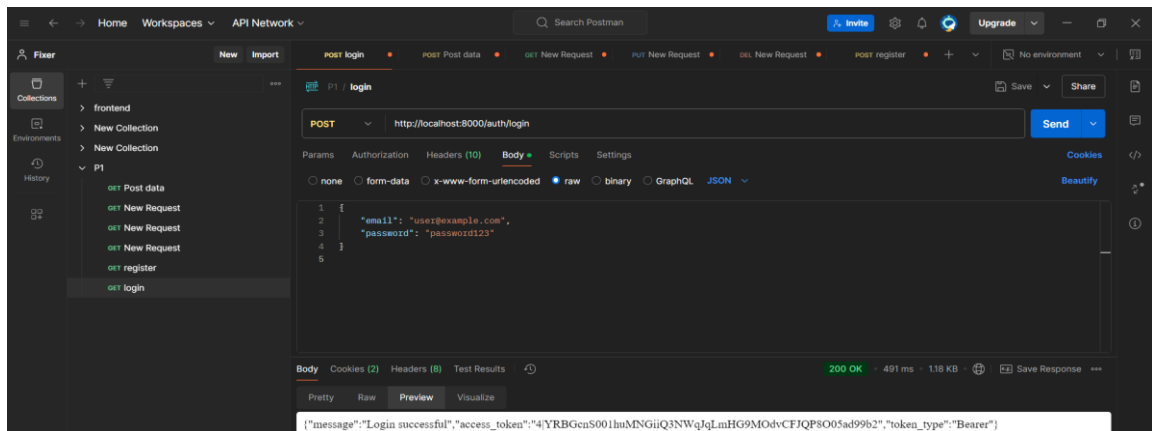 Home Workspaces API Network Search Postman Invite Upgrade
Fixer New Import POST login POST Post data GET New Request PUT New Request DEL New Request POST register No environment
Collections
Environments
History
frontend
New Collection
New Collection
P1
GET Post data
GET New Request
GET New Request
GET New Request
GET register
GET login
HTTP P1 / login Save Share
POST http://localhost:8000/auth/login Send
Params Authorization Headers (10) Body Scripts Settings Cookies
none form-data x-www-form-urlencoded raw binary GraphQL JSON Beautify
1 {
2 "email": "user@example.com",
3 "password": "password123"
4 }
5
Body Cookies (2) Headers (8) Test Results 200 OK 491 ms 1.18 KB Save Response
Pretty Raw Preview Visualize
{"message":"Login successful","access_token":"4|YRBGcnS001huMNGiiQ3NWqJqLmHG9MOdvCFJQP8O05ad99b2","token_type":"Bearer"}